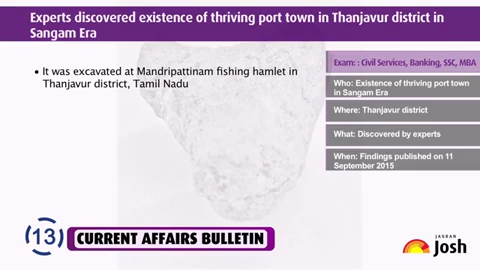 Experts discovered existence of thriving port town in Thanjavur district in
Sangam Era
• It was excavated at Mandripattinam fishing hamlet in
Thanjavur district, Tamil Nadu
Exam: : Civil Services, Banking, SSC, MBA
Who: Existence of thriving port town
in Sangam Era
Where: Thanjavur district
What: Discovered by experts
When: Findings published on 11
September 2015
13
CURRENT AFFAIRS BULLETIN
JAGRAN
Josh